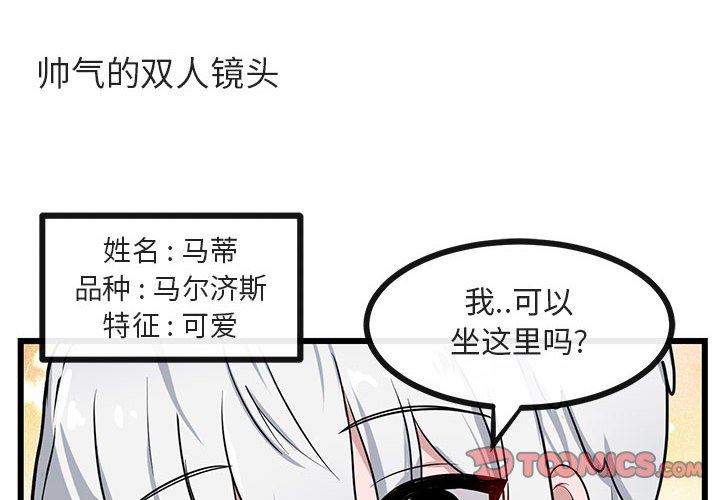 帅气的双人镜头
姓名 : 马蒂
品种 : 马尔济斯
特征 : 可爱
我..可以
坐这里吗?
TOOMICS.COM